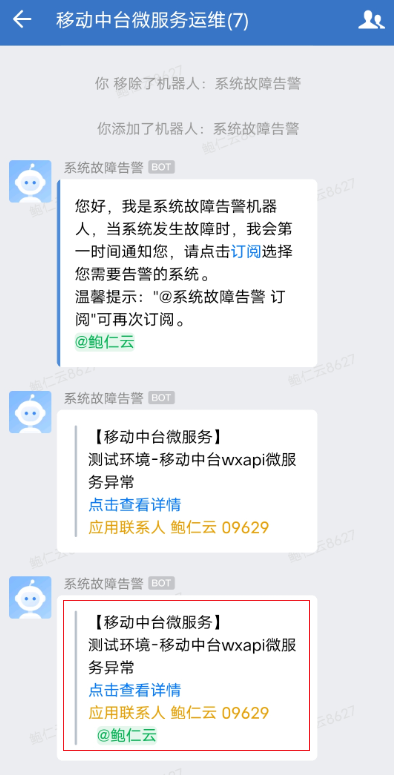 移动中台微服务运维(7)
你 移除了机器人：系统故障告警
你添加了机器人：系统故障告警
系统故障告警 BOT
您好，我是系统故障告警机器
人，当系统发生故障时，我会第
一时间通知您，请点击订阅选择
您需要告警的系统。
温馨提示："@系统故障告警 订
阅"可再次订阅。
@鲍仁云
系统故障告警 BOT
【移动中台微服务】
测试环境-移动中台wxapi微服
务异常
点击查看详情
应用联系人 鲍仁云 09629
系统故障告警 BOT
【移动中台微服务】
测试环境-移动中台wxapi微服
务异常
点击查看详情
应用联系人 鲍仁云 09629
@鲍仁云
鲍仁云8627